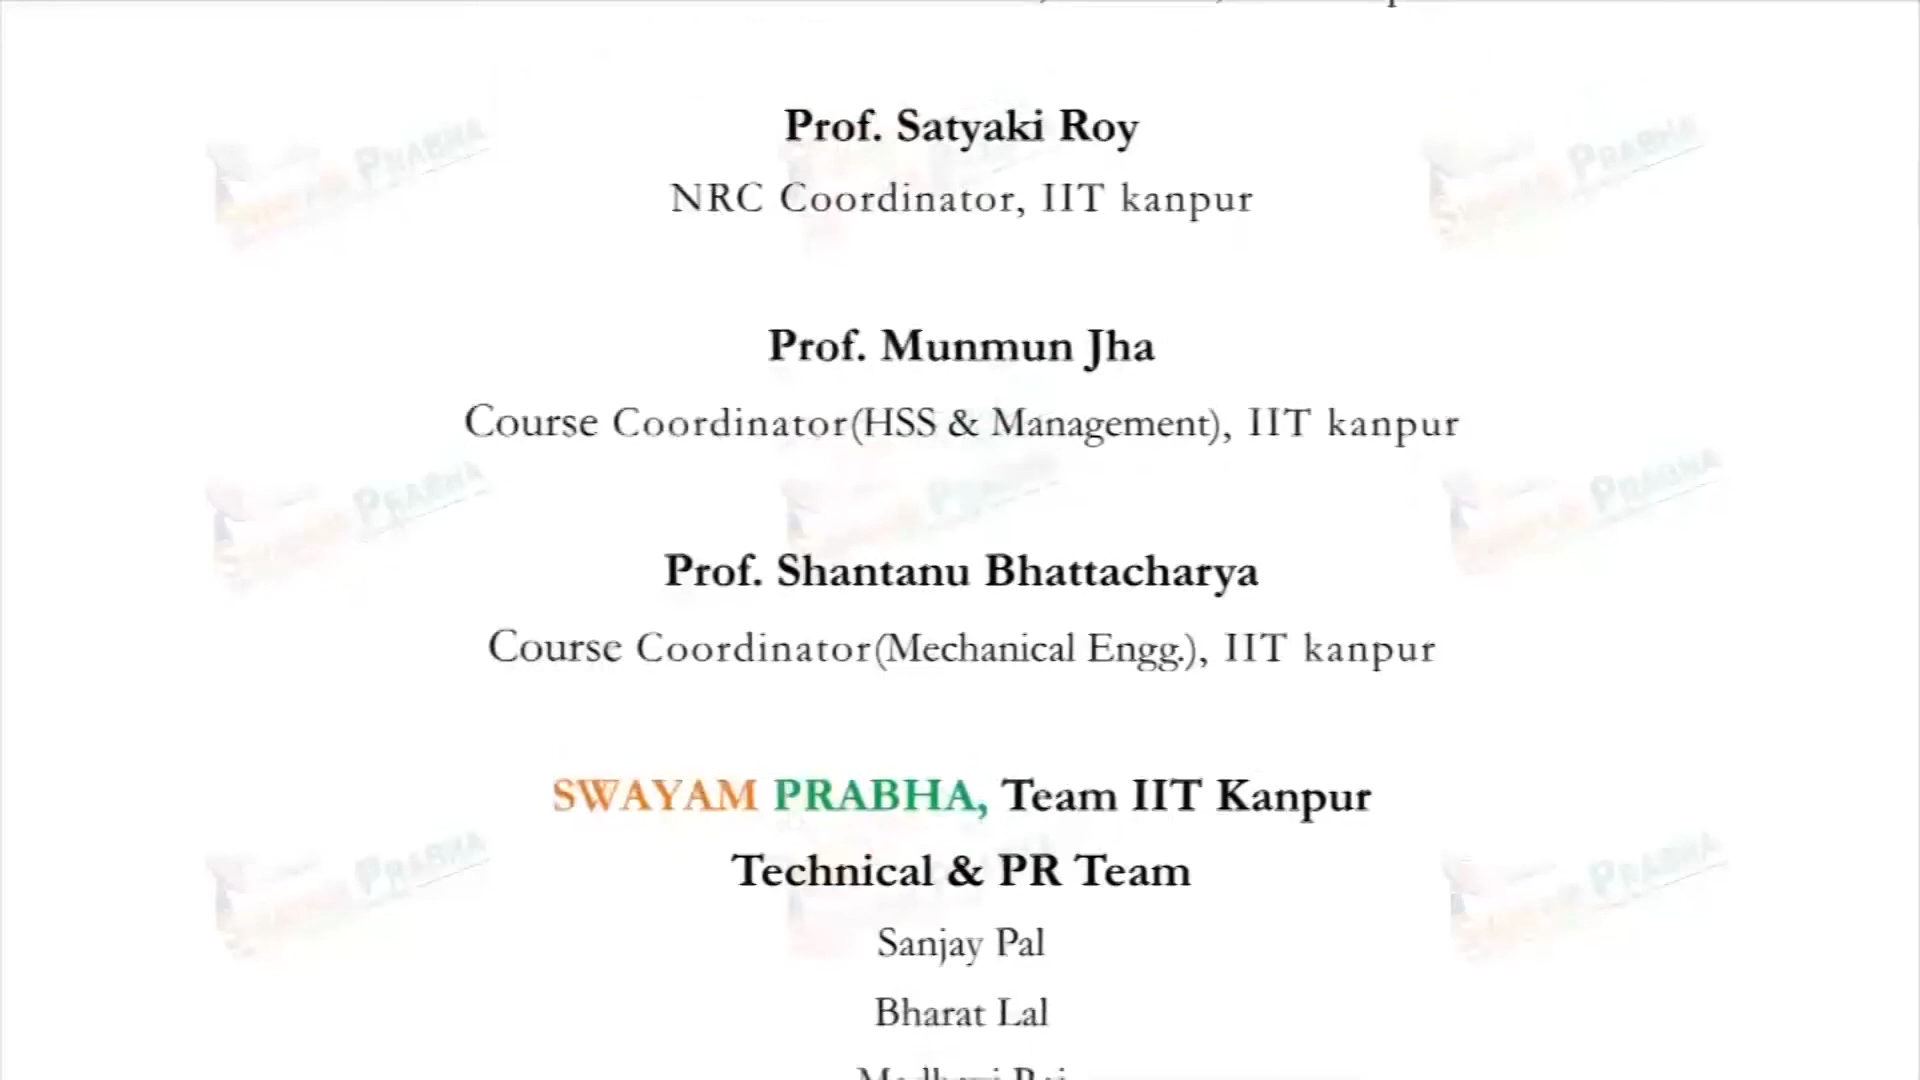 Prof. Satyaki Roy
NRC Coordinator, IIT kanpur
Prof. Munmun Jha
Course Coordinator(HSS & Management), IIT kanpur
Prof. Shantanu Bhattacharya
Course Coordinator(Mechanical Engg.), IIT kanpur
SWAYAM PRABHA, Team IIT Kanpur
Technical & PR Team
Sanjay Pal
Bharat Lal